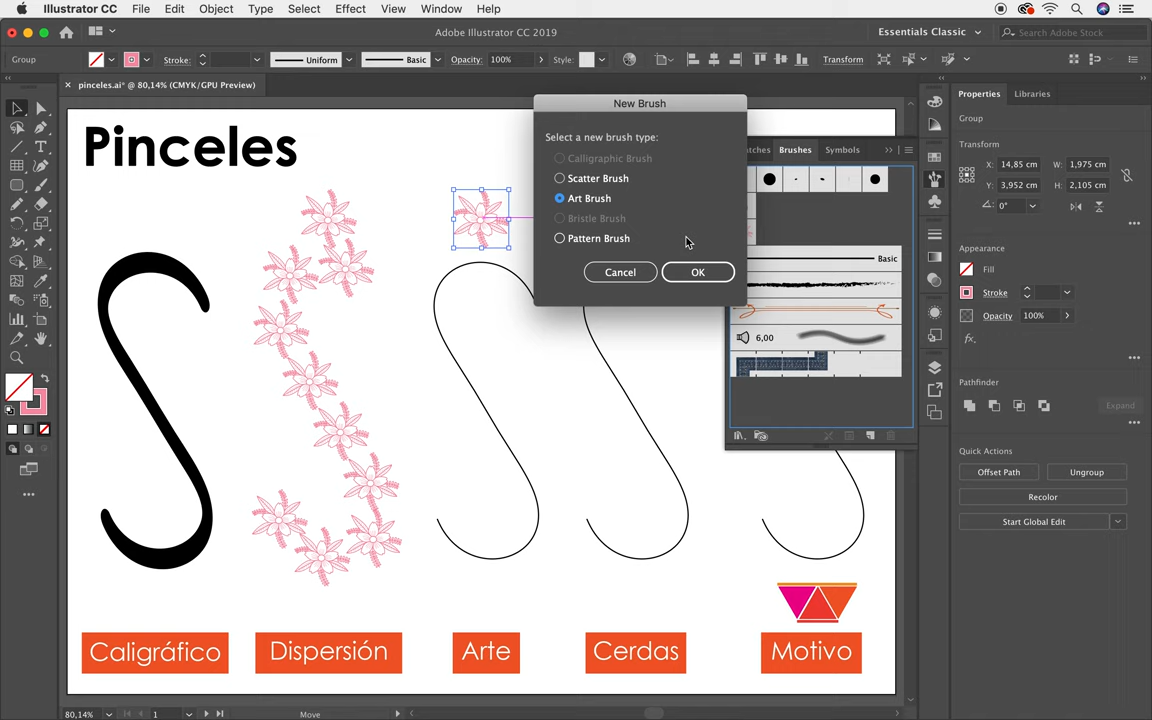 Illustrator CC File Edit Object Type Select Effect View Window Help
Adobe Illustrator CC 2019
Essentials Classic
Search Adobe Stock
Group
Stroke:
Uniform
Basic
Opacity: 100%
Style:
Transform
pinceles.ai* @ 80,14% (CMYK/GPU Preview)
Properties
Libraries
New Brush
Select a new brush type:
Calligraphic Brush
Scatter Brush
Art Brush
Bristle Brush
Pattern Brush
Cancel
OK
Brushes
Symbols
Basic
6,00
Group
Transform
X: 14,85 cm
W: 1,975 cm
Y: 3,952 cm
H: 2,105 cm
0°
Appearance
Fill
Stroke
Opacity 100%
fx.
Pathfinder
Expand
Quick Actions
Offset Path
Ungroup
Recolor
Start Global Edit
Pinceles
Caligráfico
Dispersión
Arte
Cerdas
Motivo
80,14%
1
Move